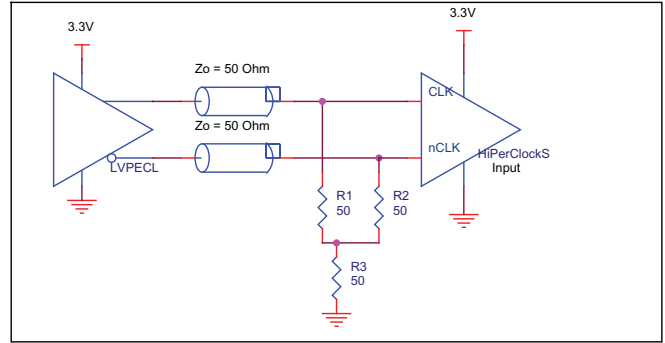 3.3V
3.3V
Zo = 50 Ohm
CLK
Zo = 50 Ohm
nCLK
HiPerClockS
LVPECL
Input
R1
50
R2
50
R3
50